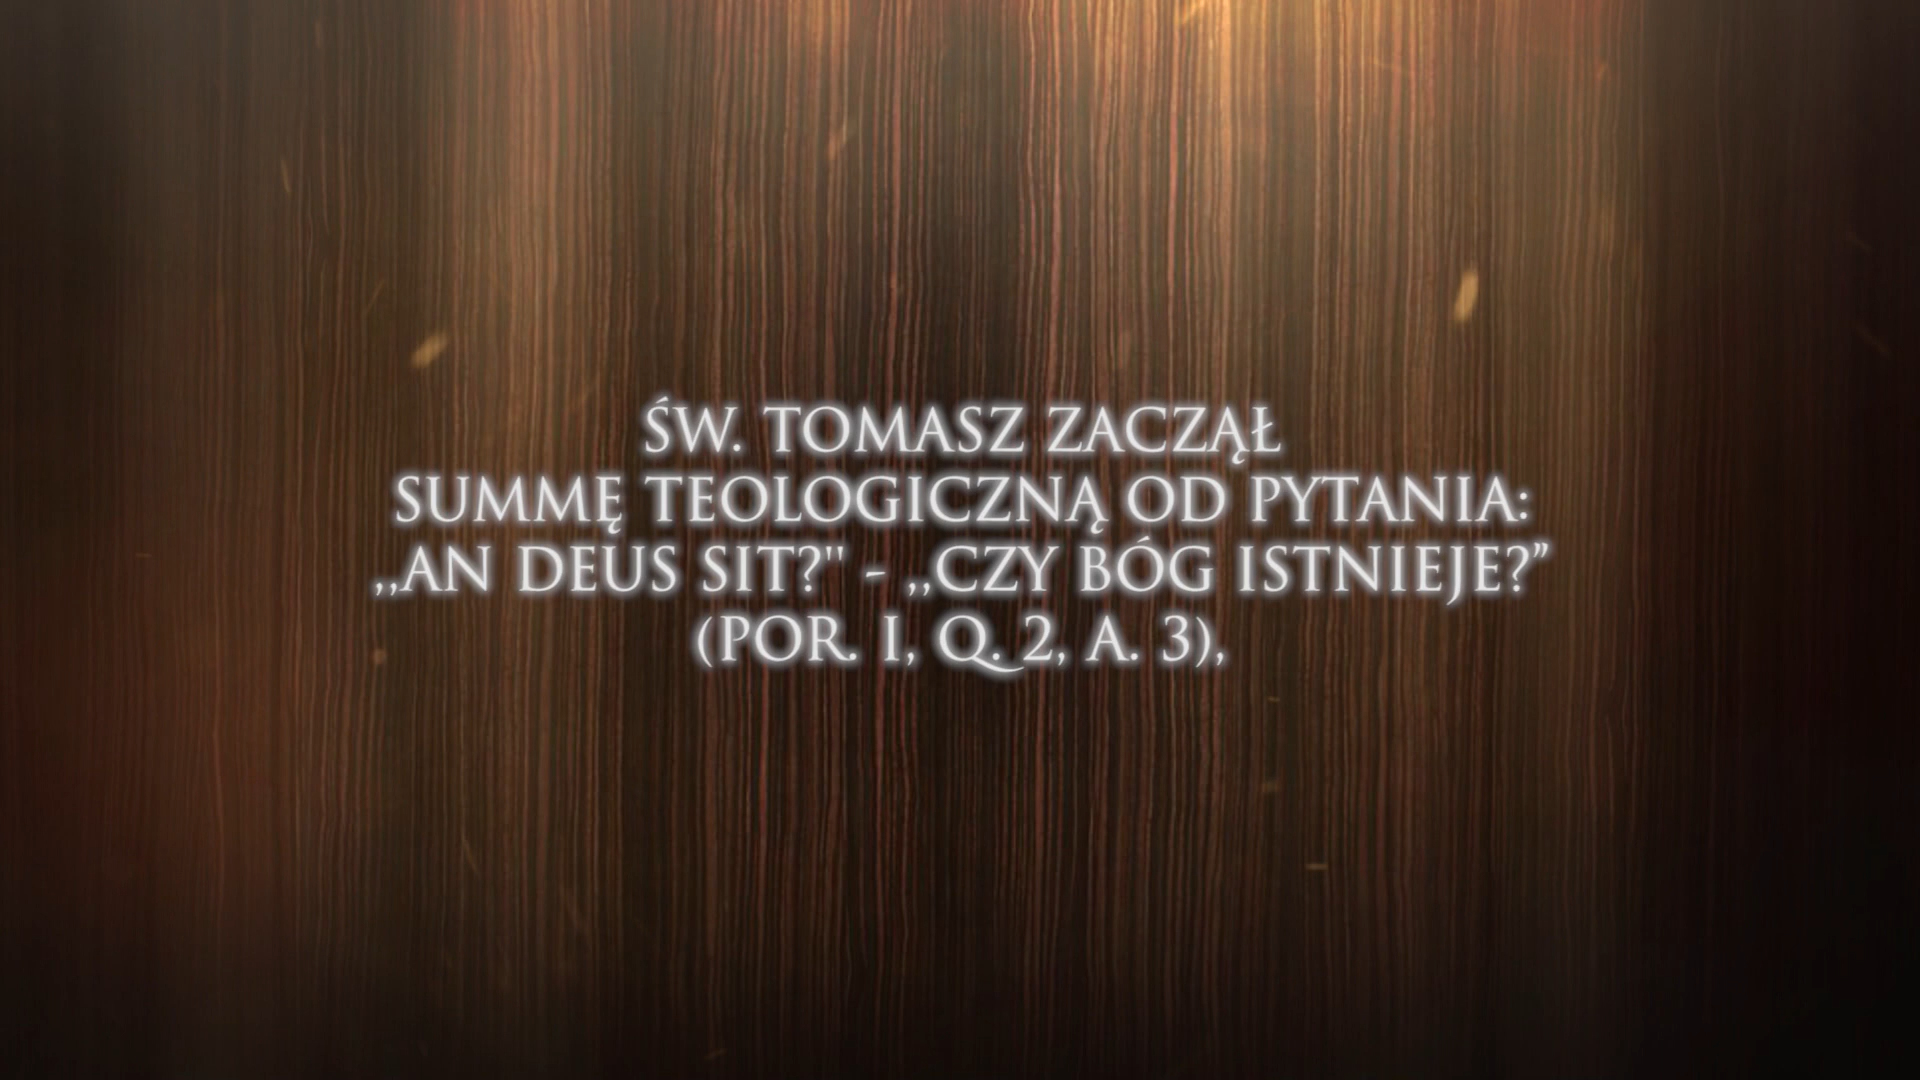 ŚW. TOMASZ ZACZĄŁ
SUMMĘ TEOLOGICZNĄ OD PYTANIA:
,,AN DEUS SIT?'' - ,,CZY BÓG ISTNIEJE?”
(POR. I, Q. 2, A. 3),